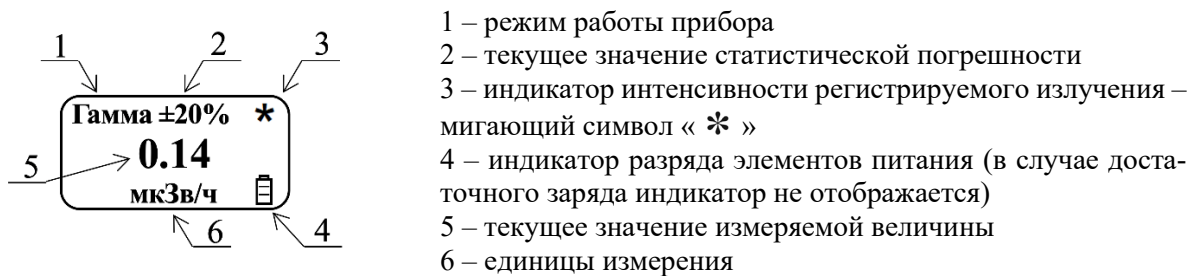 1 2 3
Гамма ±20% *
0.14
5
мкЗв/ч
6 4
1 – режим работы прибора
2 – текущее значение статистической погрешности
3 – индикатор интенсивности регистрируемого излучения –
мигающий символ « * »
4 – индикатор разряда элементов питания (в случае доста-
точного заряда индикатор не отображается)
5 – текущее значение измеряемой величины
6 – единицы измерения